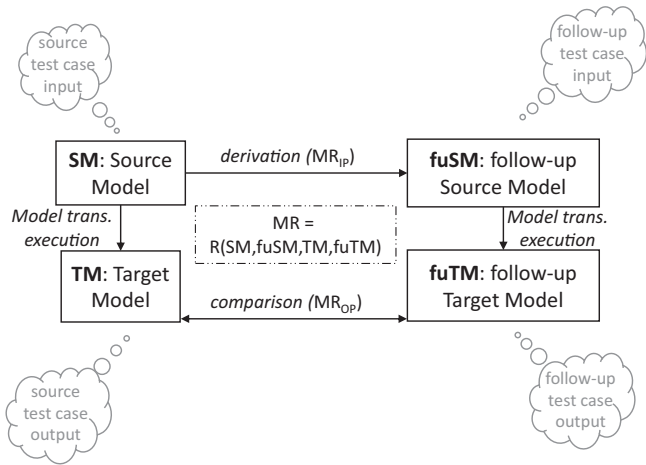 source
test case
input
follow-up
test case
input
SM: Source
Model
derivation (MRIP)
fuSM: follow-up
Source Model
Model trans.
execution
MR =
R(SM,fuSM,TM,fuTM)
Model trans.
execution
TM: Target
Model
comparison (MROP)
fuTM: follow-up
Target Model
source
test case
output
follow-up
test case
output